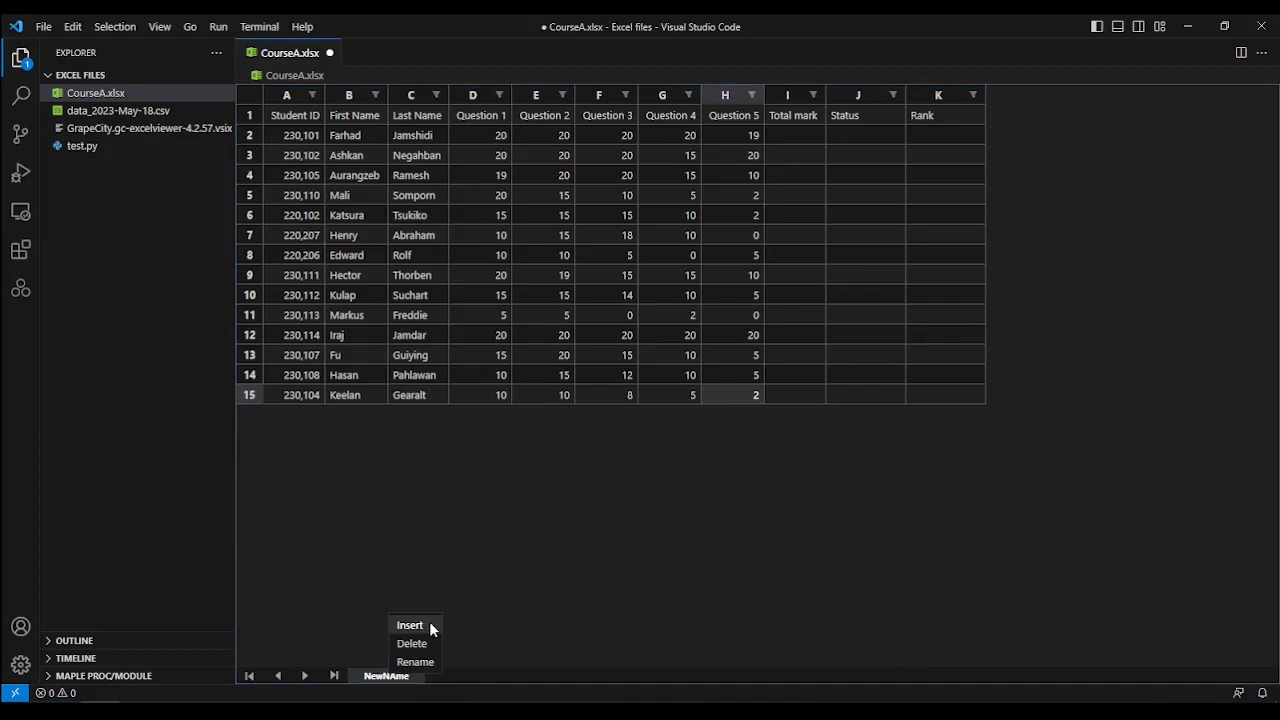 File Edit Selection View Go Run Terminal Help ● CourseA.xlsx - Excel files - Visual Studio Code
EXPLORER
EXCEL FILES
CourseA.xlsx
data_2023-May-18.csv
GrapeCity.gc-excelviewer-4.2.57.vsix
test.py
OUTLINE
TIMELINE
MAPLE PROC/MODULE
1
CourseA.xlsx
CourseA.xlsx
A B C D E F G H I J K
1 Student ID First Name Last Name Question 1 Question 2 Question 3 Question 4 Question 5 Total mark Status Rank
2 230,101 Farhad Jamshidi 20 20 20 20 19
3 230,102 Ashkan Negahban 20 20 20 15 20
4 230,105 Aurangzeb Ramesh 19 20 20 15 10
5 230,110 Mali Somporn 20 15 10 5 2
6 220,102 Katsura Tsukiko 15 15 15 10 2
7 220,207 Henry Abraham 10 15 18 10 0
8 220,206 Edward Rolf 10 10 5 0 5
9 230,111 Hector Thorben 20 19 15 15 10
10 230,112 Kulap Suchart 15 15 14 10 5
11 230,113 Markus Freddie 5 5 0 2 0
12 230,114 Iraj Jamdar 20 20 20 20 20
13 230,107 Fu Guiying 15 20 15 10 5
14 230,108 Hasan Pahlawan 10 15 12 10 5
15 230,104 Keelan Gearalt 10 10 8 5 2
Insert
Delete
Rename
NewNAme
0 0